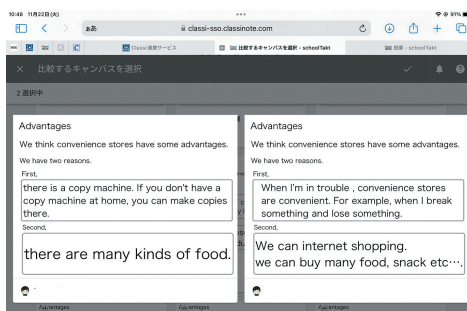 10:48 11月22日(火)
91%
ぁあ
classi-sso.classinote.com
Classi連携サービス
比較するキャンバスを選択 - schoolTakt
授業 - schoolTakt
比較するキャンバスを選択
2 選択中
Advantages
We think convenience stores have some advantages.
We have two reasons.
First,
there is a copy machine. If you don't have a
copy machine at home, you can make copies
there.
Second,
there are many kinds of food.
Advantages
We think convenience stores have some advantages.
We have two reasons.
First,
When I'm in trouble , convenience stores
are convenient. For example, when I break
something and lose something.
Second,
We can internet shopping.
we can buy many food, snack etc….
Advantages
Advantages
Advantages